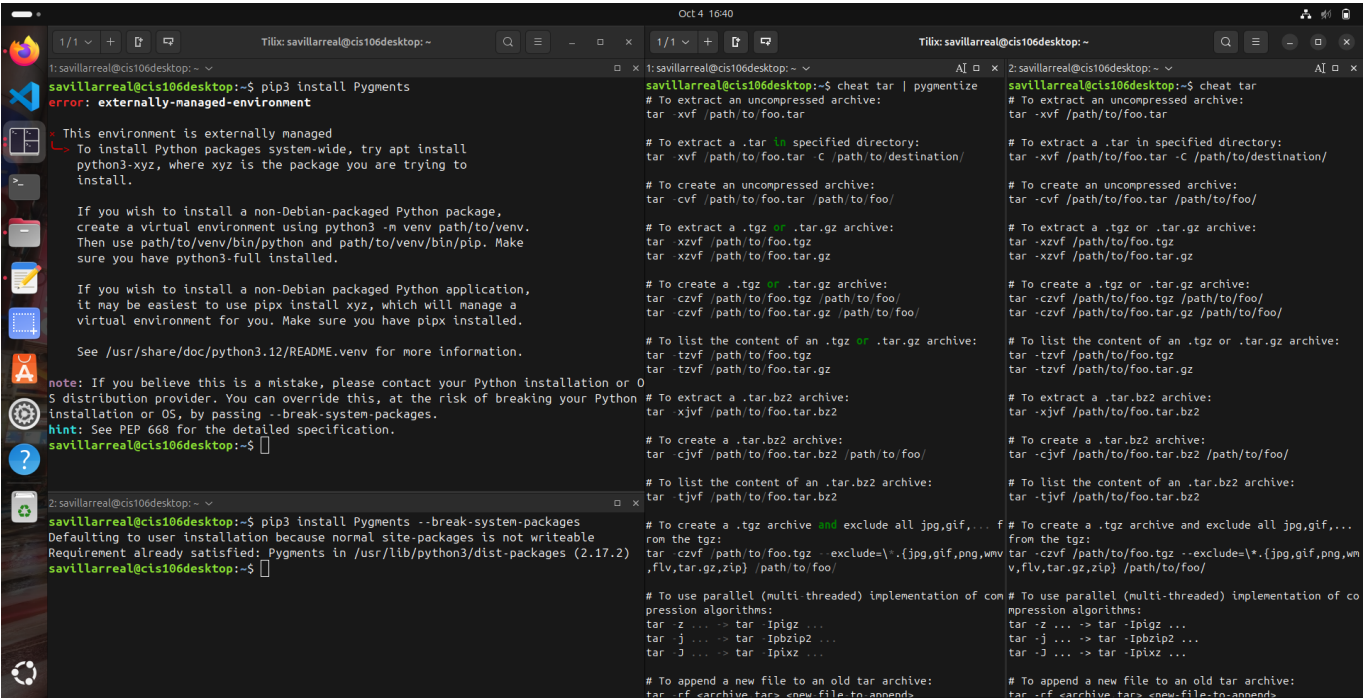 Oct 4 16:40
1/1
Tilix: savillarreal@cis106desktop: ~
1: savillarreal@cis106desktop: ~
savillarreal@cis106desktop:~$ pip3 install Pygments
error: externally-managed-environment
× This environment is externally managed
╰─> To install Python packages system-wide, try apt install
python3-xyz, where xyz is the package you are trying to
install.
If you wish to install a non-Debian-packaged Python package,
create a virtual environment using python3 -m venv path/to/venv.
Then use path/to/venv/bin/python and path/to/venv/bin/pip. Make
sure you have python3-full installed.
If you wish to install a non-Debian packaged Python application,
it may be easiest to use pipx install xyz, which will manage a
virtual environment for you. Make sure you have pipx installed.
See /usr/share/doc/python3.12/README.venv for more information.
note: If you believe this is a mistake, please contact your Python installation or O
S distribution provider. You can override this, at the risk of breaking your Python
installation or OS, by passing --break-system-packages.
hint: See PEP 668 for the detailed specification.
savillarreal@cis106desktop:~$
2: savillarreal@cis106desktop: ~
savillarreal@cis106desktop:~$ pip3 install Pygments --break-system-packages
Defaulting to user installation because normal site-packages is not writeable
Requirement already satisfied: Pygments in /usr/lib/python3/dist-packages (2.17.2)
savillarreal@cis106desktop:~$
1/1
Tilix: savillarreal@cis106desktop: ~
1: savillarreal@cis106desktop: ~
savillarreal@cis106desktop:~$ cheat tar | pygmentize
# To extract an uncompressed archive:
tar -xvf /path/to/foo.tar
# To extract a .tar in specified directory:
tar -xvf /path/to/foo.tar -C /path/to/destination/
# To create an uncompressed archive:
tar -cvf /path/to/foo.tar /path/to/foo/
# To extract a .tgz or .tar.gz archive:
tar -xzvf /path/to/foo.tgz
tar -xzvf /path/to/foo.tar.gz
# To create a .tgz or .tar.gz archive:
tar -czvf /path/to/foo.tgz /path/to/foo/
tar -czvf /path/to/foo.tar.gz /path/to/foo/
# To list the content of an .tgz or .tar.gz archive:
tar -tzvf /path/to/foo.tgz
tar -tzvf /path/to/foo.tar.gz
# To extract a .tar.bz2 archive:
tar -xjvf /path/to/foo.tar.bz2
# To create a .tar.bz2 archive:
tar -cjvf /path/to/foo.tar.bz2 /path/to/foo/
# To list the content of an .tar.bz2 archive:
tar -tjvf /path/to/foo.tar.bz2
# To create a .tgz archive and exclude all jpg,gif,... f
rom the tgz:
tar -czvf /path/to/foo.tgz --exclude=\*.{jpg,gif,png,wmv
,flv,tar.gz,zip} /path/to/foo/
# To use parallel (multi-threaded) implementation of com
pression algorithms:
tar -z ... -> tar -Ipigz ...
tar -j ... -> tar -Ipbzip2 ...
tar -J ... -> tar -Ipixz ...
# To append a new file to an old tar archive:
tar -rf <archive.tar> <new-file-to-append>
2: savillarreal@cis106desktop: ~
savillarreal@cis106desktop:~$ cheat tar
# To extract an uncompressed archive:
tar -xvf /path/to/foo.tar
# To extract a .tar in specified directory:
tar -xvf /path/to/foo.tar -C /path/to/destination/
# To create an uncompressed archive:
tar -cvf /path/to/foo.tar /path/to/foo/
# To extract a .tgz or .tar.gz archive:
tar -xzvf /path/to/foo.tgz
tar -xzvf /path/to/foo.tar.gz
# To create a .tgz or .tar.gz archive:
tar -czvf /path/to/foo.tgz /path/to/foo/
tar -czvf /path/to/foo.tar.gz /path/to/foo/
# To list the content of an .tgz or .tar.gz archive:
tar -tzvf /path/to/foo.tgz
tar -tzvf /path/to/foo.tar.gz
# To extract a .tar.bz2 archive:
tar -xjvf /path/to/foo.tar.bz2
# To create a .tar.bz2 archive:
tar -cjvf /path/to/foo.tar.bz2 /path/to/foo/
# To list the content of an .tar.bz2 archive:
tar -tjvf /path/to/foo.tar.bz2
# To create a .tgz archive and exclude all jpg,gif,...
from the tgz:
tar -czvf /path/to/foo.tgz --exclude=\*.{jpg,gif,png,wm
v,flv,tar.gz,zip} /path/to/foo/
# To use parallel (multi-threaded) implementation of co
mpression algorithms:
tar -z ... -> tar -Ipigz ...
tar -j ... -> tar -Ipbzip2 ...
tar -J ... -> tar -Ipixz ...
# To append a new file to an old tar archive:
tar -rf <archive.tar> <new-file-to-append>